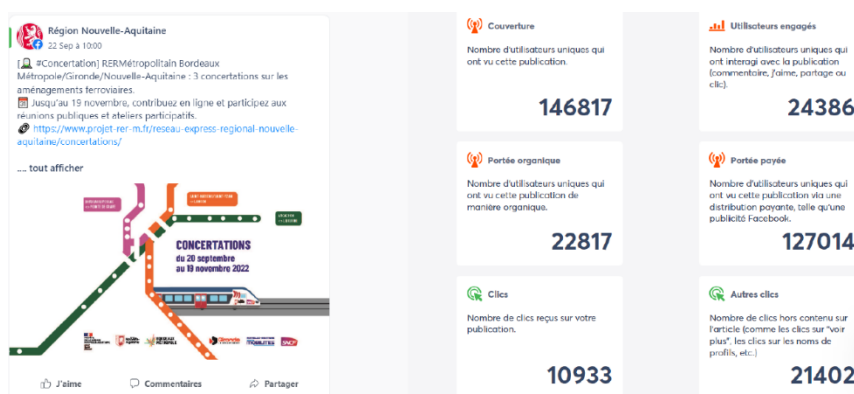 Région Nouvelle-Aquitaine
22 Sep à 10:00
[ #Concertation] RERMétropolitain Bordeaux
Métropole/Gironde/Nouvelle-Aquitaine : 3 concertations sur les
aménagements ferroviaires.
Jusqu'au 19 novembre, contribuez en ligne et participez aux
réunions publiques et ateliers participatifs.
https://www.projet-rer-m.fr/reseau-express-regional-nouvelle-
aquitaine/concertations/
.... tout afficher
CONCERTATIONS
du 20 septembre
au 19 novembre 2022
SNCF
J'aime
Commentaires
Partager
Couverture
Nombre d'utilisateurs uniques qui
ont vu cette publication.
146817
Utilisateurs engagés
Nombre d'utilisateurs uniques qui
ont interagi avec la publication
(commentaire, j'aime, partage ou
clic).
24386
Portée organique
Nombre d'utilisateurs uniques qui
ont vu cette publication de
manière organique.
22817
Portée payée
Nombre d'utilisateurs uniques qui
ont vu cette publication via une
distribution payante, telle qu'une
publicité Facebook.
127014
Clics
Nombre de clics reçus sur votre
publication.
10933
Autres clics
Nombre de clics hors contenu sur
l'article (comme les clics sur "voir
plus", les clics sur les noms de
profils, etc.)
21402